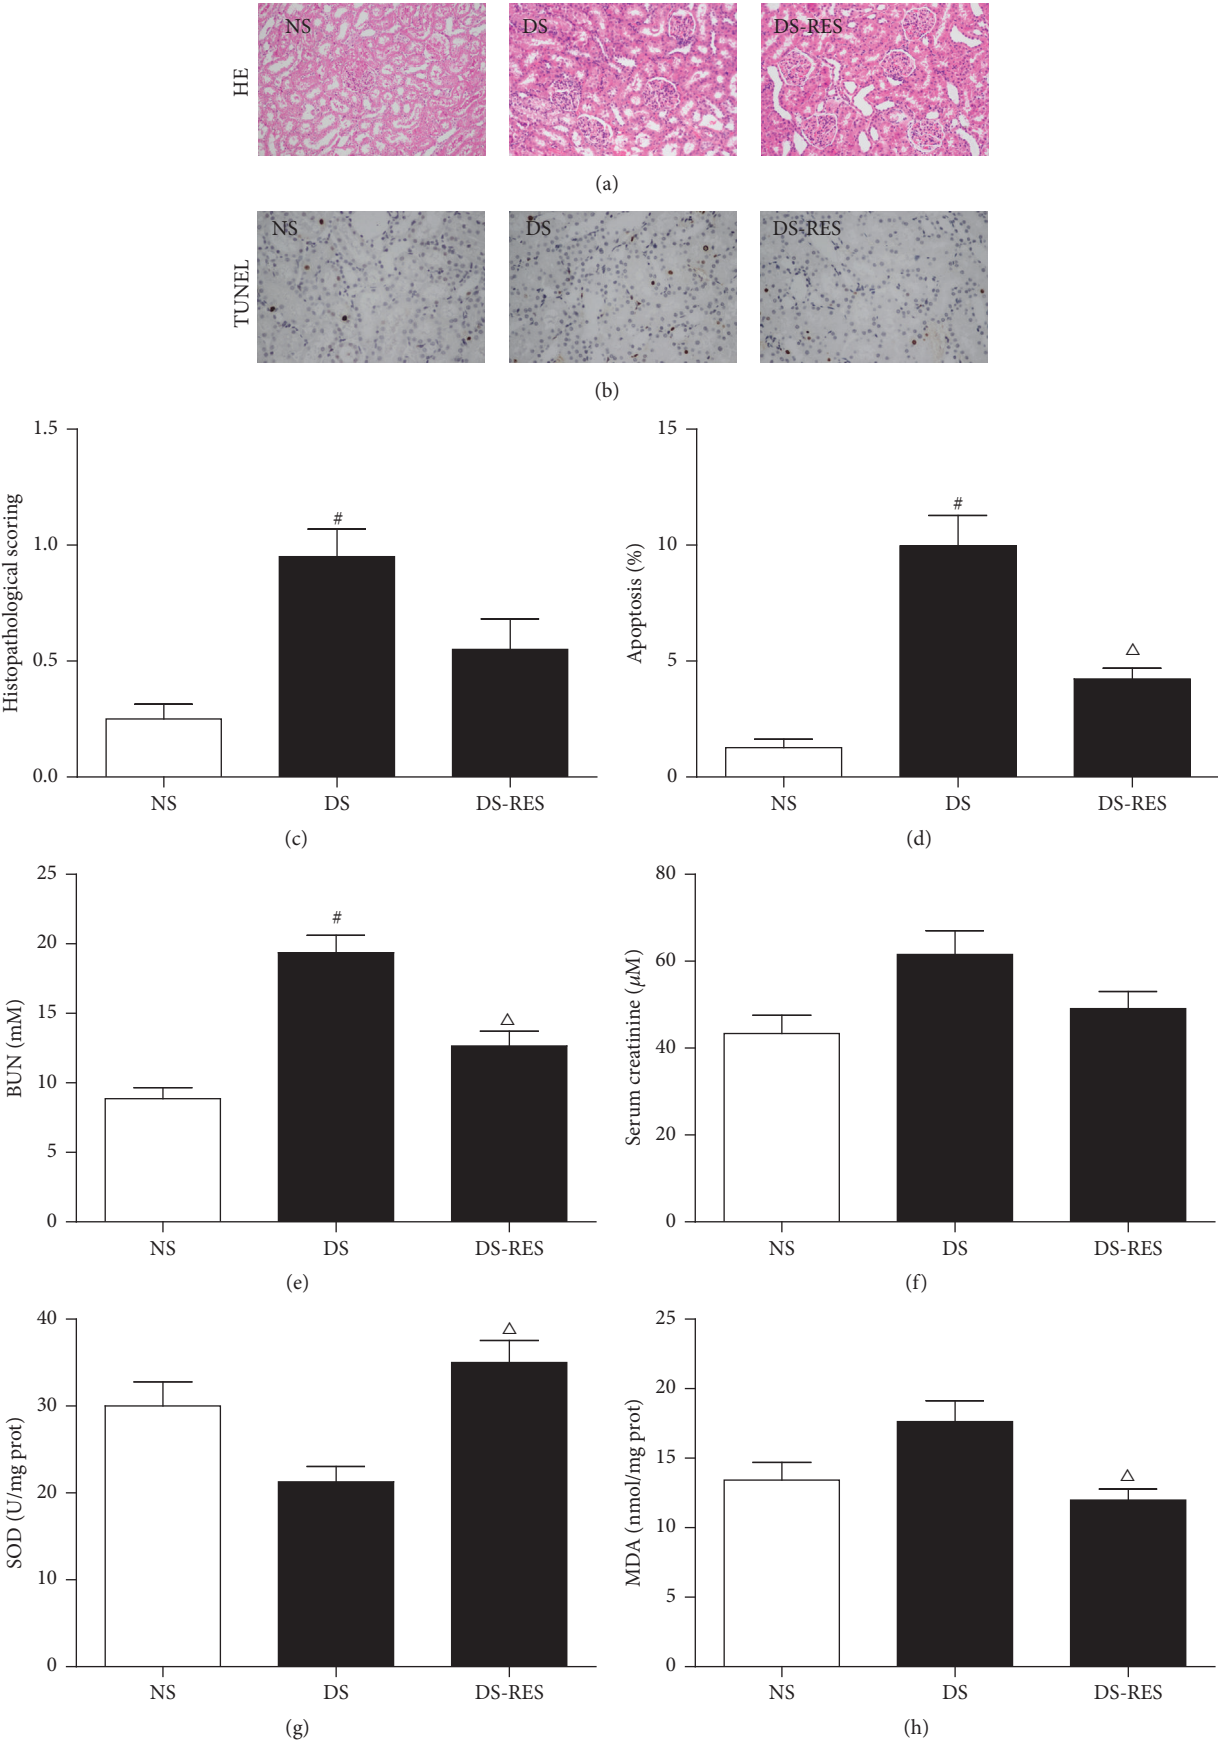 NS DS DS-RES
HE
(a)
NS DS DS-RES
TUNEL
(b)
1.5
1.0
0.5
0.0
Histopathological scoring
#
NS DS DS-RES
(c)
15
10
5
0
Apoptosis (%)
#
△
NS DS DS-RES
(d)
25
20
15
10
5
0
BUN (mM)
#
△
NS DS DS-RES
(e)
80
60
40
20
0
Serum creatinine (μM)
NS DS DS-RES
(f)
40
30
20
10
0
SOD (U/mg prot)
△
NS DS DS-RES
(g)
25
20
15
10
5
0
MDA (nmol/mg prot)
△
NS DS DS-RES
(h)